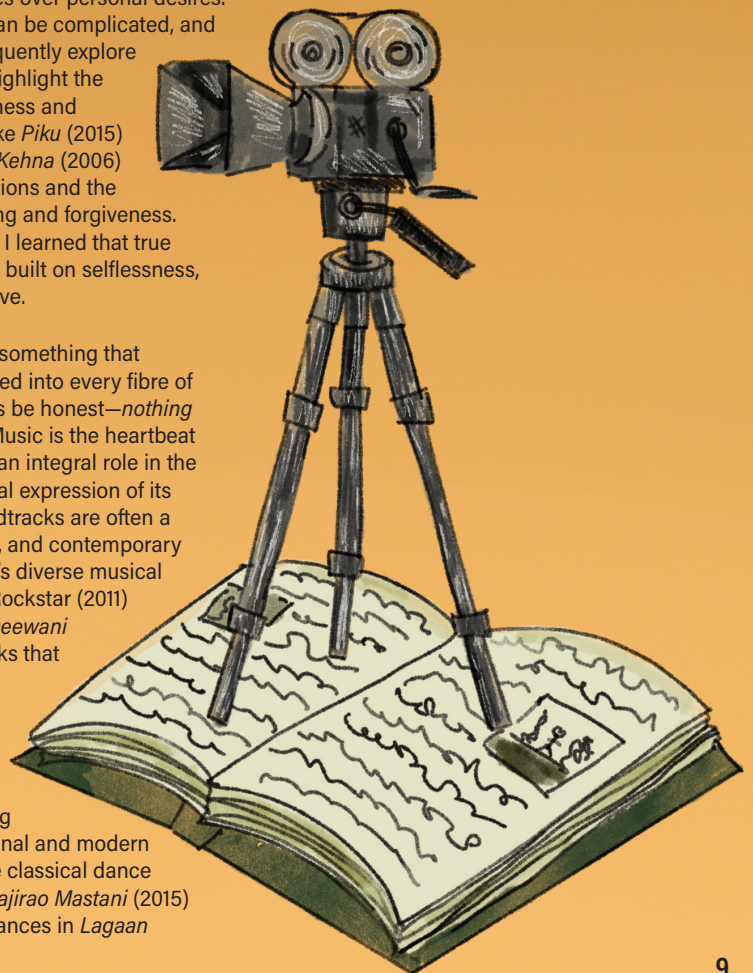 es over personal desires.
an be complicated, and
quently explore
ighlight the
ness and
ke Piku (2015)
Kehna (2006)
ions and the
ng and forgiveness.
I learned that true
built on selflessness,
ve.
something that
ed into every fibre of
s be honest—nothing
Music is the heartbeat
an integral role in the
al expression of its
dtracks are often a
, and contemporary
's diverse musical
Rockstar (2011)
eewani
ks that
g
nal and modern
e classical dance
ajirao Mastani (2015)
ances in Lagaan
9